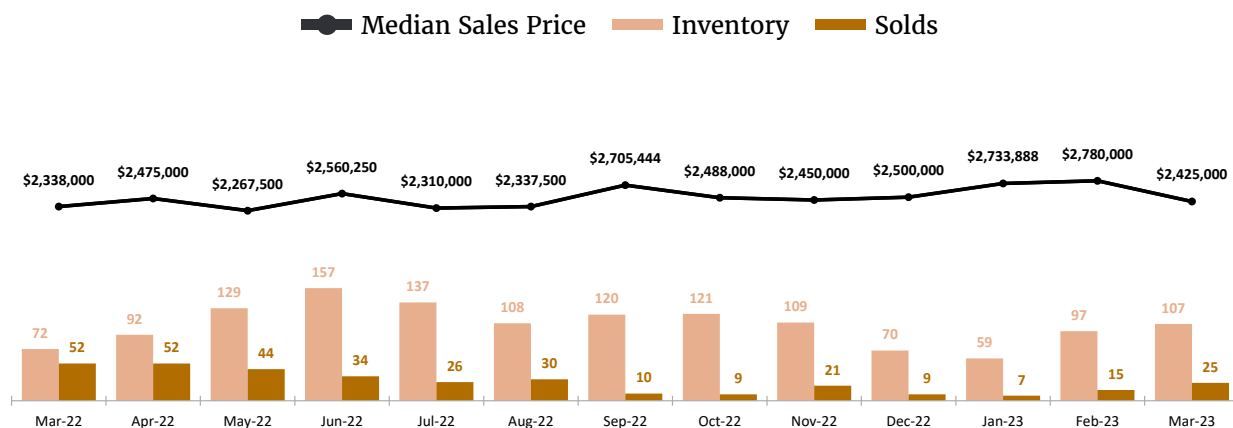 Median Sales Price Inventory Solds
$2,338,000 $2,475,000 $2,267,500 $2,560,250 $2,310,000 $2,337,500 $2,705,444 $2,488,000 $2,450,000 $2,500,000 $2,733,888 $2,780,000 $2,425,000
72 92 129 157 137 108 120 121 109 70 59 97 107
52 52 44 34 26 30 10 9 21 9 7 15 25
Mar-22 Apr-22 May-22 Jun-22 Jul-22 Aug-22 Sep-22 Oct-22 Nov-22 Dec-22 Jan-23 Feb-23 Mar-23